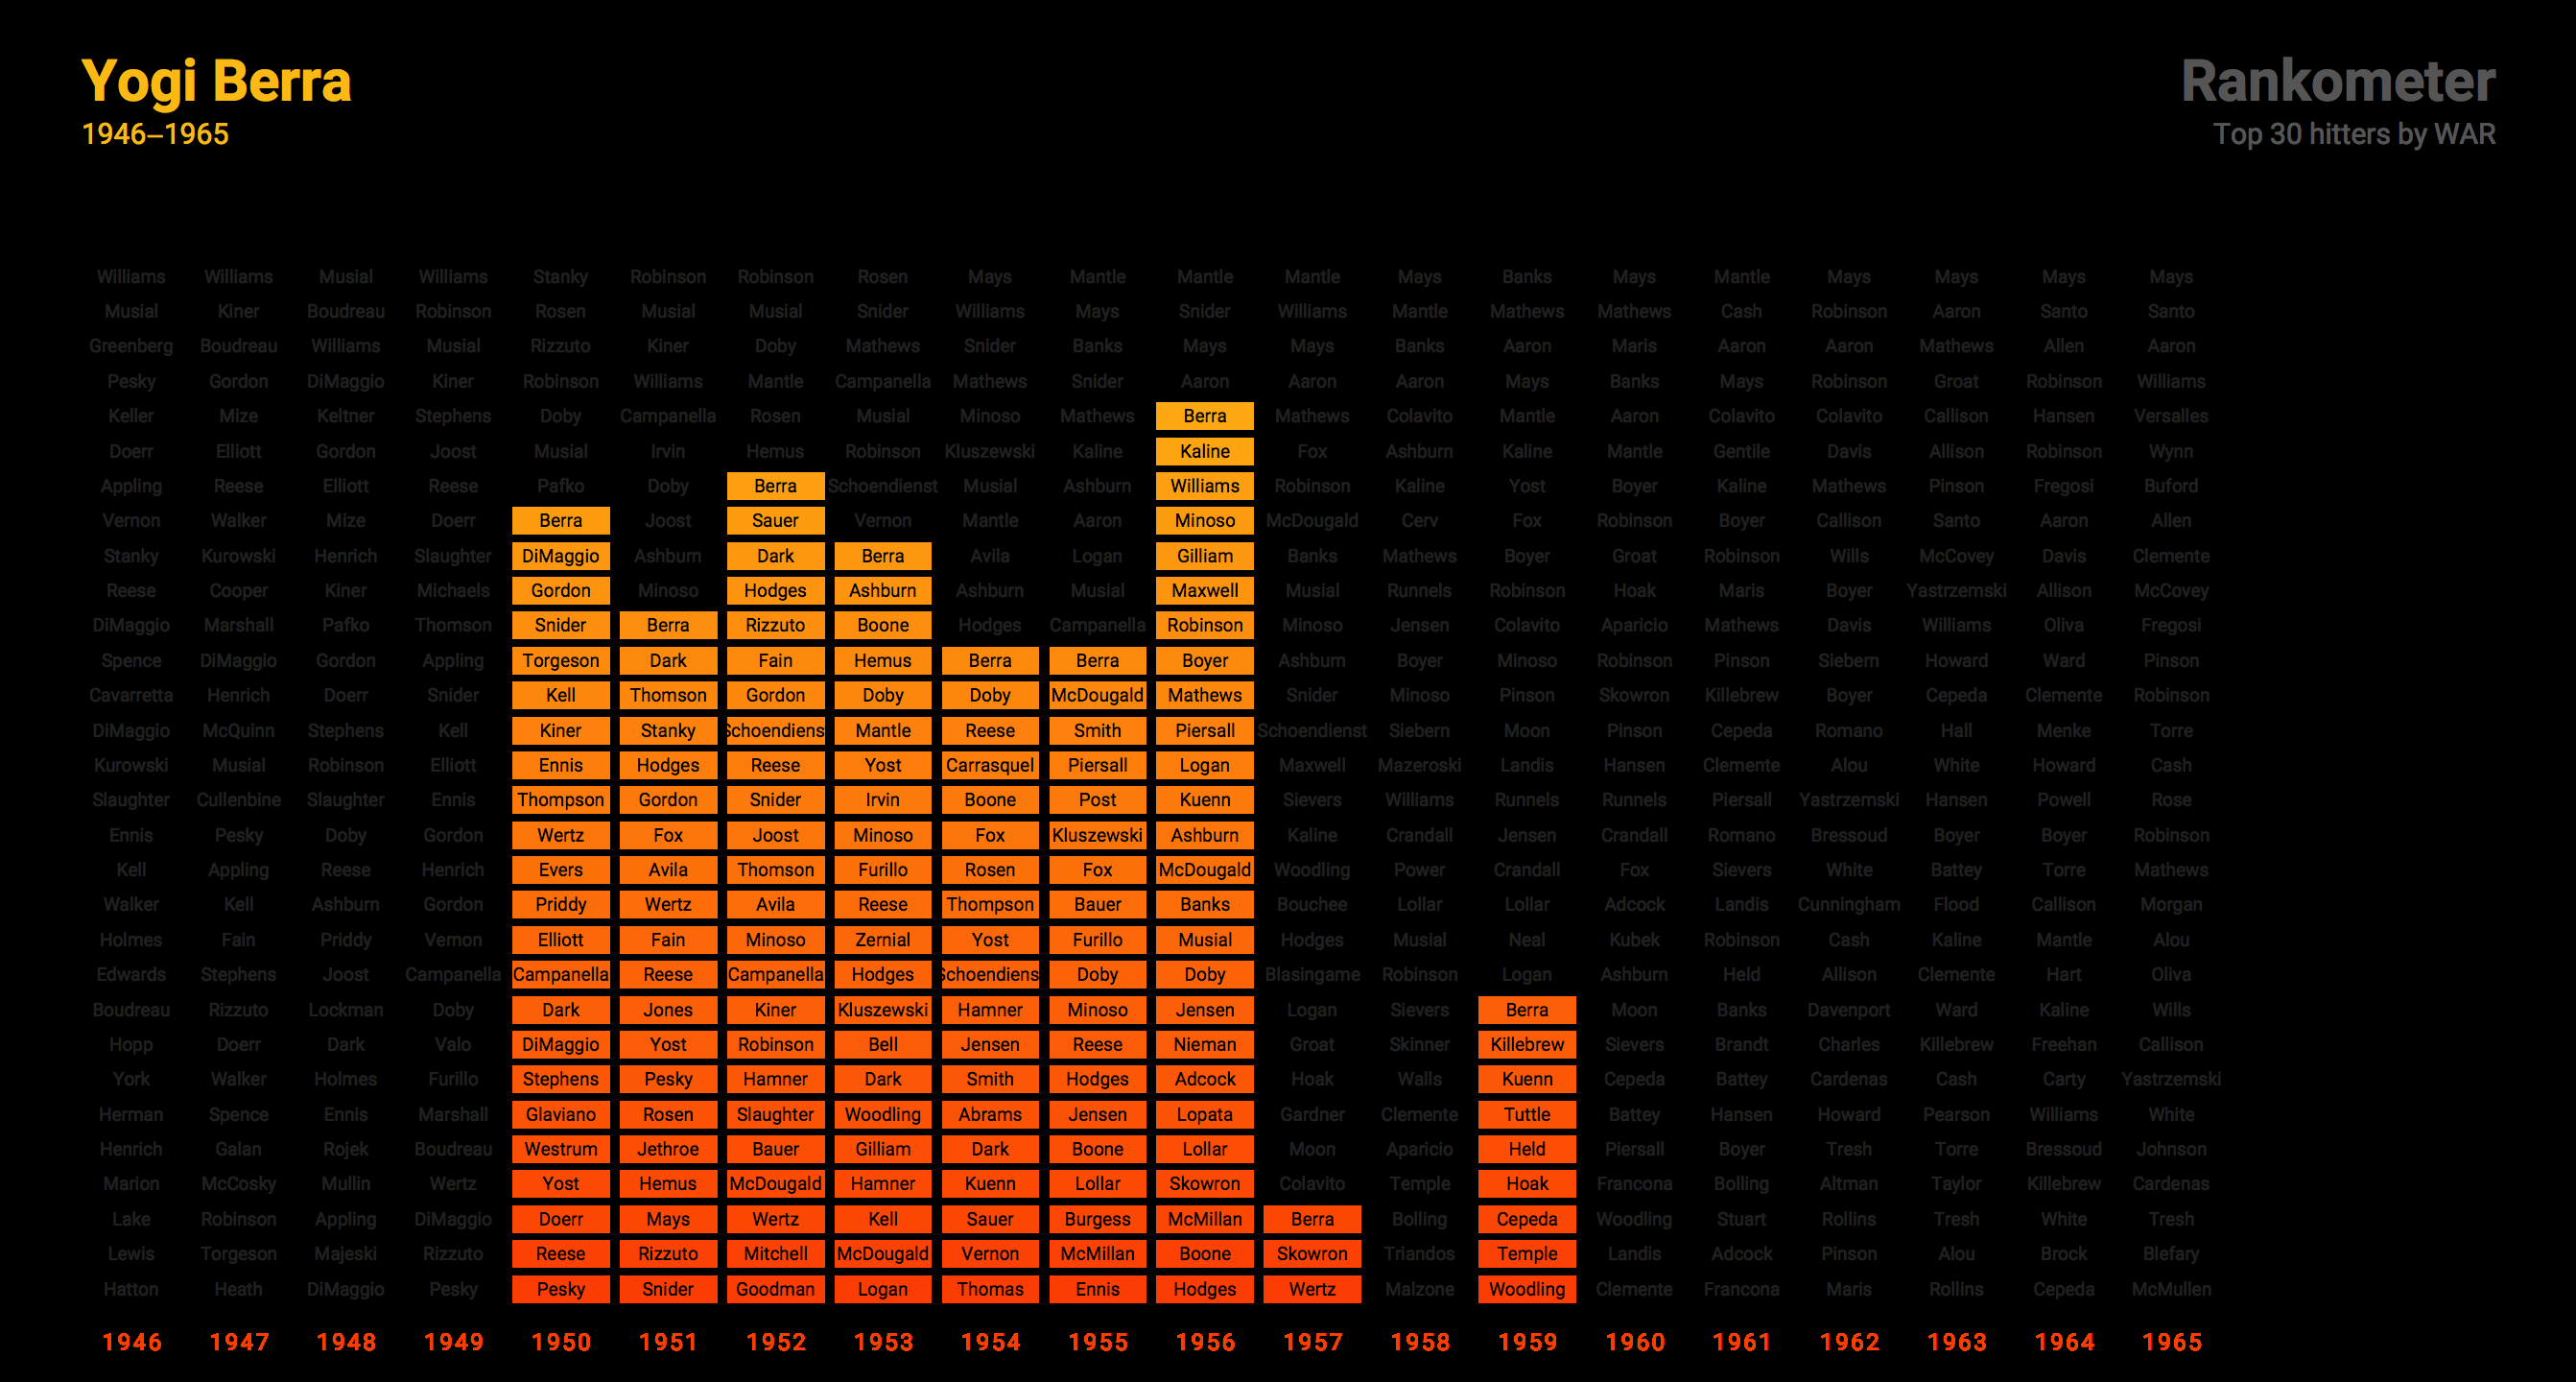 Yogi Berra
1946–1965
Rankometer
Top 30 hitters by WAR
Williams Williams Musial Williams Stanky Robinson Robinson Rosen Mays Mantle Mantle Mantle Mays Banks Mays Mantle Mays Mays Mays Mays
Musial Kiner Boudreau Robinson Rosen Musial Musial Snider Williams Mays Snider Williams Mantle Mathews Mathews Cash Robinson Aaron Santo Santo
Greenberg Boudreau Williams Musial Rizzuto Kiner Doby Mathews Snider Banks Mays Mays Banks Aaron Maris Aaron Aaron Mathews Allen Aaron
Pesky Gordon DiMaggio Kiner Robinson Williams Mantle Campanella Mathews Snider Aaron Aaron Aaron Mays Banks Mays Robinson Groat Robinson Williams
Keller Mize Keltner Stephens Doby Campanella Rosen Musial Minoso Mathews Berra Mathews Colavito Mantle Aaron Colavito Colavito Callison Hansen Versalles
Doerr Elliott Gordon Joost Musial Irvin Hemus Robinson Kluszewski Kaline Kaline Fox Ashburn Kaline Mantle Gentile Davis Allison Robinson Wynn
Appling Reese Elliott Reese Pafko Doby Berra Schoendienst Musial Ashburn Williams Robinson Kaline Yost Boyer Kaline Mathews Pinson Fregosi Buford
Vernon Walker Mize Doerr Berra Joost Sauer Vernon Mantle Aaron Minoso McDougald Cerv Fox Robinson Boyer Callison Santo Aaron Allen
Stanky Kurowski Henrich Slaughter DiMaggio Ashburn Dark Berra Avila Logan Gilliam Banks Mathews Boyer Groat Robinson Wills McCovey Davis Clemente
Reese Cooper Kiner Michaels Gordon Minoso Hodges Ashburn Ashburn Musial Maxwell Musial Runnels Robinson Hoak Maris Boyer Yastrzemski Allison McCovey
DiMaggio Marshall Pafko Thomson Snider Berra Rizzuto Boone Hodges Campanella Robinson Minoso Jensen Colavito Aparicio Mathews Davis Williams Oliva Fregosi
Spence DiMaggio Gordon Appling Torgeson Dark Fain Hemus Berra Berra Boyer Ashburn Boyer Minoso Robinson Pinson Siebern Howard Ward Pinson
Cavarretta Henrich Doerr Snider Kell Thomson Gordon Doby Doby McDougald Mathews Snider Minoso Pinson Skowron Killebrew Boyer Cepeda Clemente Robinson
DiMaggio McQuinn Stephens Kell Kiner Stanky Schoendiens Mantle Reese Smith Piersall Schoendienst Siebern Moon Pinson Cepeda Romano Hall Menke Torre
Kurowski Musial Robinson Elliott Ennis Hodges Reese Yost Carrasquel Piersall Logan Maxwell Mazeroski Landis Hansen Clemente Alou White Howard Cash
Slaughter Cullenbine Slaughter Ennis Thompson Gordon Snider Irvin Boone Post Kuenn Sievers Williams Runnels Runnels Piersall Yastrzemski Hansen Powell Rose
Ennis Pesky Doby Gordon Wertz Fox Joost Minoso Fox Kluszewski Ashburn Kaline Crandall Jensen Crandall Romano Bressoud Boyer Boyer Robinson
Kell Appling Reese Henrich Evers Avila Thomson Furillo Rosen Fox McDougald Woodling Power Crandall Fox Sievers White Battey Torre Mathews
Walker Kell Ashburn Gordon Priddy Wertz Avila Reese Thompson Bauer Banks Bouchee Lollar Lollar Adcock Landis Cunningham Flood Callison Morgan
Holmes Fain Priddy Vernon Elliott Fain Minoso Zernial Yost Furillo Musial Hodges Musial Neal Kubek Robinson Cash Kaline Mantle Alou
Edwards Stephens Joost Campanella Campanella Reese Campanella Hodges Schoendiens Doby Doby Blasingame Robinson Logan Ashburn Held Allison Clemente Hart Oliva
Boudreau Rizzuto Lockman Doby Dark Jones Kiner Kluszewski Hamner Minoso Jensen Logan Sievers Berra Moon Banks Davenport Ward Kaline Wills
Hopp Doerr Dark Valo DiMaggio Yost Robinson Bell Jensen Reese Nieman Groat Skinner Killebrew Sievers Brandt Charles Killebrew Freehan Callison
York Walker Holmes Furillo Stephens Pesky Hamner Dark Smith Hodges Adcock Hoak Walls Kuenn Cepeda Battey Cardenas Cash Carty Yastrzemski
Herman Spence Ennis Marshall Glaviano Rosen Slaughter Woodling Abrams Jensen Lopata Gardner Clemente Tuttle Battey Hansen Howard Pearson Williams White
Henrich Galan Rojek Boudreau Westrum Jethroe Bauer Gilliam Dark Boone Lollar Moon Aparicio Held Piersall Boyer Tresh Torre Bressoud Johnson
Marion McCosky Mullin Wertz Yost Hemus McDougald Hamner Kuenn Lollar Skowron Colavito Temple Hoak Francona Bolling Altman Taylor Killebrew Cardenas
Lake Robinson Appling DiMaggio Doerr Mays Wertz Kell Sauer Burgess McMillan Berra Bolling Cepeda Woodling Stuart Rollins Tresh White Tresh
Lewis Torgeson Majeski Rizzuto Reese Rizzuto Mitchell McDougald Vernon McMillan Boone Skowron Triandos Temple Landis Adcock Pinson Alou Brock Blefary
Hatton Heath DiMaggio Pesky Pesky Snider Goodman Logan Thomas Ennis Hodges Wertz Malzone Woodling Clemente Francona Maris Rollins Cepeda McMullen
1946 1947 1948 1949 1950 1951 1952 1953 1954 1955 1956 1957 1958 1959 1960 1961 1962 1963 1964 1965